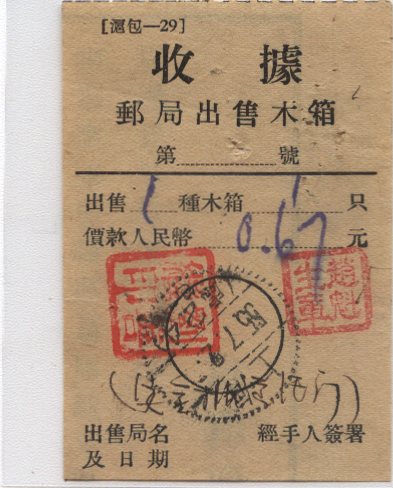 [滬包—29]
收 據
郵局出售木箱
第 號
出售 1 種木箱 1 只
價款人民幣 0.67 元
出售局名 經手人簽署
及日期